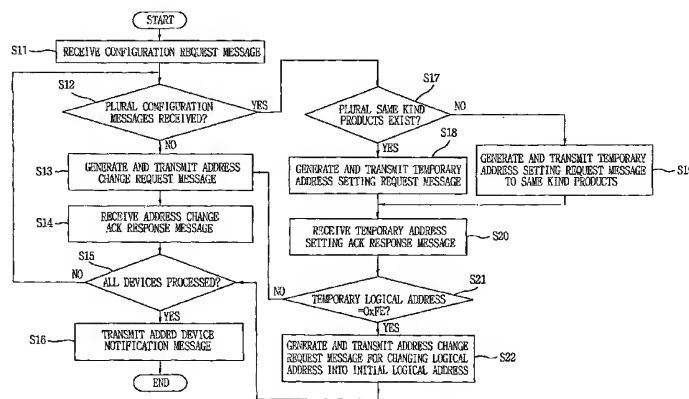 START
S11
RECEIVE CONFIGURATION REQUEST MESSAGE
S12
PLURAL CONFIGURATION
MESSAGES RECEIVED?
YES
NO
S13
GENERATE AND TRANSMIT ADDRESS
CHANGE REQUEST MESSAGE
S14
RECEIVE ADDRESS CHANGE
ACK RESPONSE MESSAGE
S15
NO
ALL DEVICES PROCESSED?
YES
S16
TRANSMIT ADDED DEVICE
NOTIFICATION MESSAGE
END
S17
PLURAL SAME KIND
PRODUCTS EXIST?
NO
YES
S18
GENERATE AND TRANSMIT TEMPORARY
ADDRESS SETTING REQUEST MESSAGE
GENERATE AND TRANSMIT TEMPORARY
ADDRESS SETTING REQUEST MESSAGE
TO SAME KIND PRODUCTS
RECEIVE TEMPORARY ADDRESS
SETTING ACK RESPONSE MESSAGE
S20
S21
NO
TEMPORARY LOGICAL ADDRESS
=0xFE?
YES
GENERATE AND TRANSMIT ADDRESS CHANGE
REQUEST MESSAGE FOR CHANGING LOGICAL
ADDRESS INTO INITIAL LOGICAL ADDRESS
S22